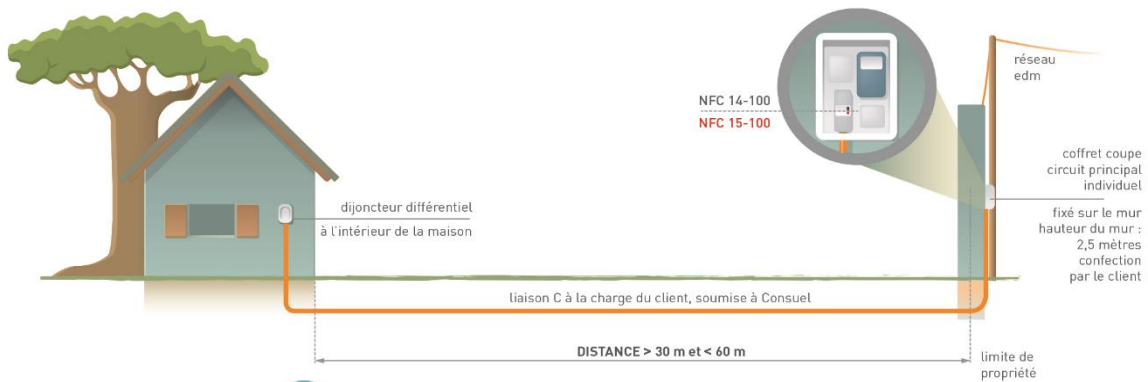 réseau
edm
NFC 14-100
NFC 15-100
coffret coupe
circuit principal
individuel
fixé sur le mur
hauteur du mur :
2,5 mètres
confection
par le client
dijoncteur différentiel
à l'intérieur de la maison
liaison C à la charge du client, soumise à Consuel
DISTANCE > 30 m et < 60 m
limite de
propriété